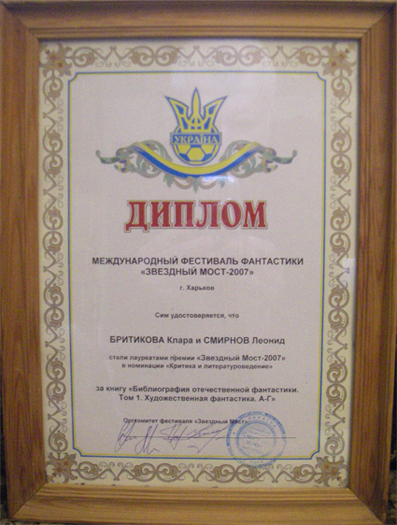 УКРАЇНА
ДИПЛОМ
МЕЖДУНАРОДНЫЙ ФЕСТИВАЛЬ ФАНТАСТИКИ
«ЗВЕЗДНЫЙ МОСТ-2007»
г. Харьков
Сим удостоверяется, что
БРИТИКОВА Клара и СМИРНОВ Леонид
стали лауреатами премии «Звездный Мост-2007»
в номинации «Критика и литературоведение»
за книгу «Библиография отечественной фантастики.
Том 1. Художественная фантастика. А-Г»
Оргкомитет фестиваля «Звездный Мост»